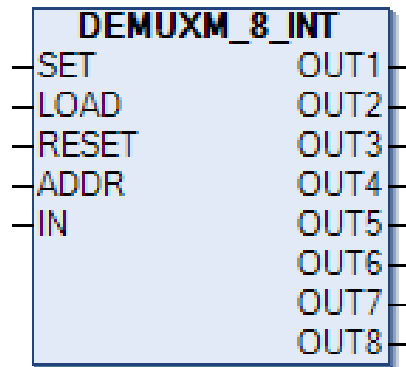 DEMUXM_8_INT
SET OUT1
LOAD OUT2
RESET OUT3
ADDR OUT4
IN OUT5
OUT6
OUT7
OUT8